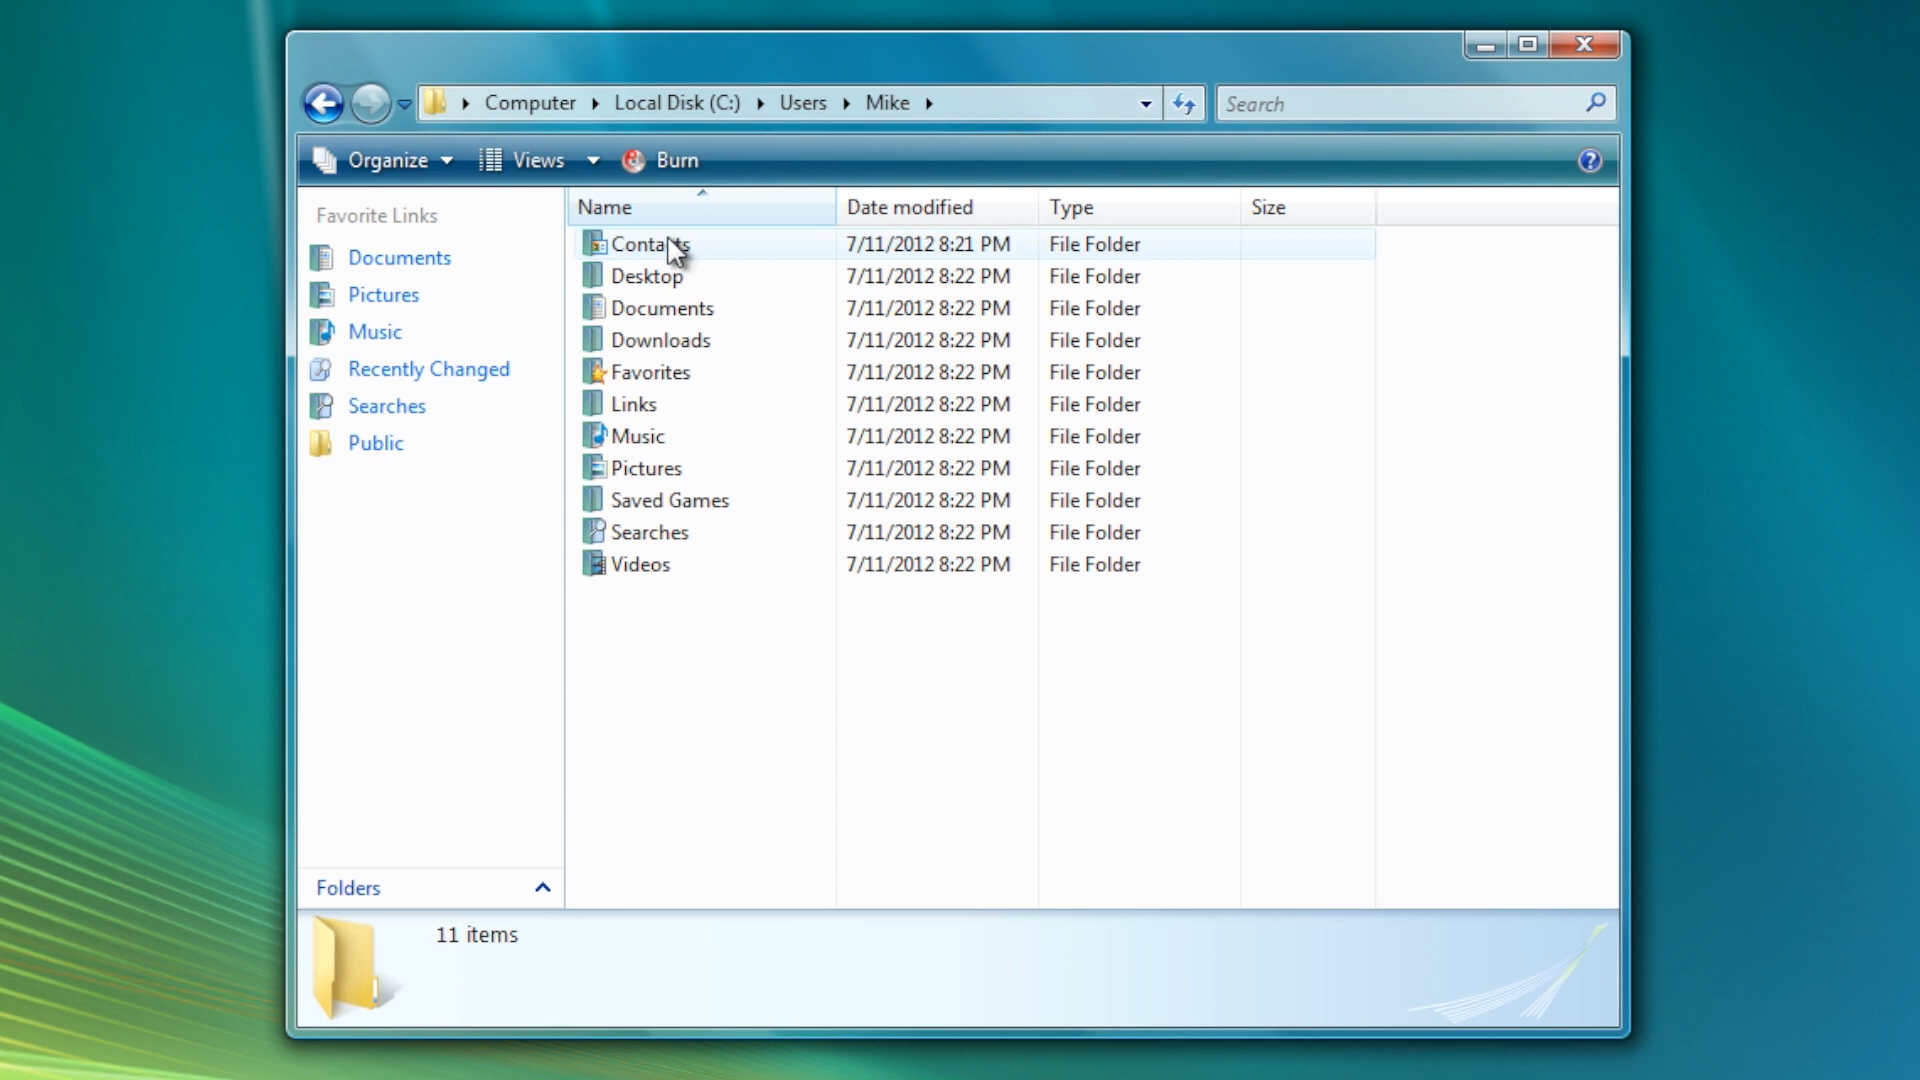 Computer Local Disk (C:) Users Mike
Search
Organize Views Burn
Favorite Links
Documents
Pictures
Music
Recently Changed
Searches
Public
Folders
Name Date modified Type Size
Contacts 7/11/2012 8:21 PM File Folder
Desktop 7/11/2012 8:22 PM File Folder
Documents 7/11/2012 8:22 PM File Folder
Downloads 7/11/2012 8:22 PM File Folder
Favorites 7/11/2012 8:22 PM File Folder
Links 7/11/2012 8:22 PM File Folder
Music 7/11/2012 8:22 PM File Folder
Pictures 7/11/2012 8:22 PM File Folder
Saved Games 7/11/2012 8:22 PM File Folder
Searches 7/11/2012 8:22 PM File Folder
Videos 7/11/2012 8:22 PM File Folder
11 items